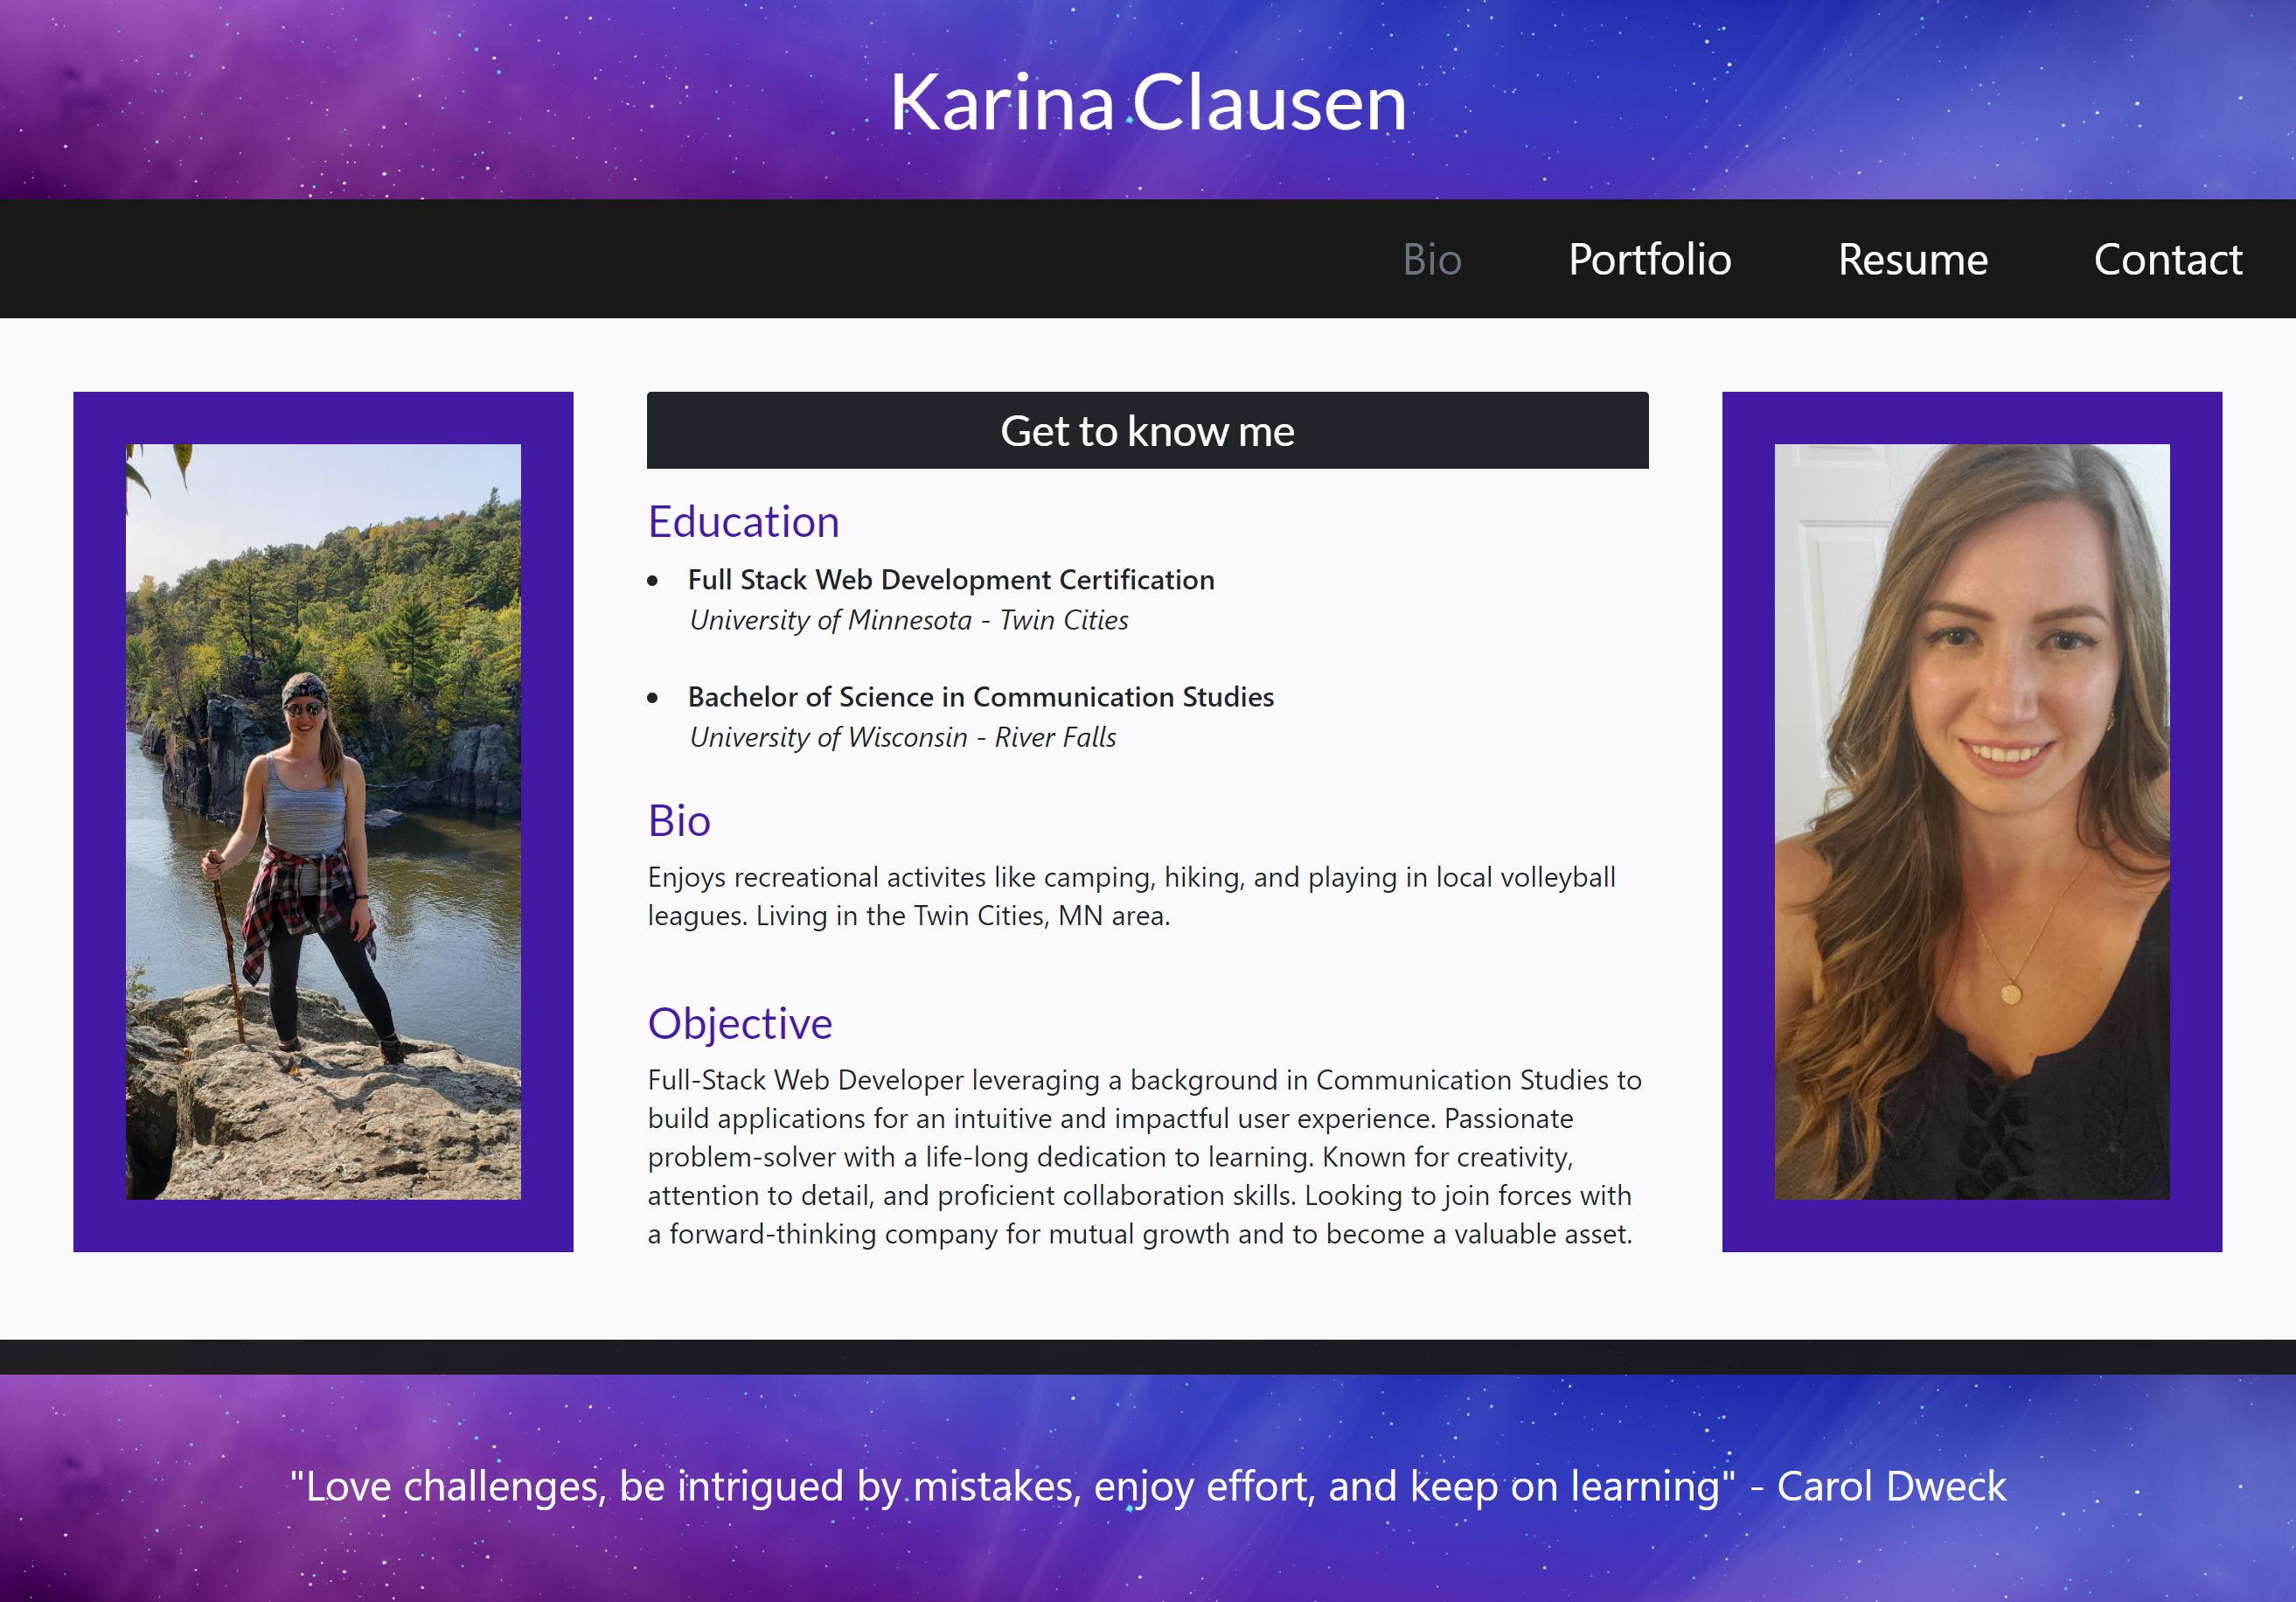 Karina Clausen
Bio Portfolio Resume Contact
Get to know me
Education
• Full Stack Web Development Certification
University of Minnesota - Twin Cities
• Bachelor of Science in Communication Studies
University of Wisconsin - River Falls
Bio
Enjoys recreational activites like camping, hiking, and playing in local volleyball
leagues. Living in the Twin Cities, MN area.
Objective
Full-Stack Web Developer leveraging a background in Communication Studies to
build applications for an intuitive and impactful user experience. Passionate
problem-solver with a life-long dedication to learning. Known for creativity,
attention to detail, and proficient collaboration skills. Looking to join forces with
a forward-thinking company for mutual growth and to become a valuable asset.
"Love challenges, be intrigued by mistakes, enjoy effort, and keep on learning" - Carol Dweck